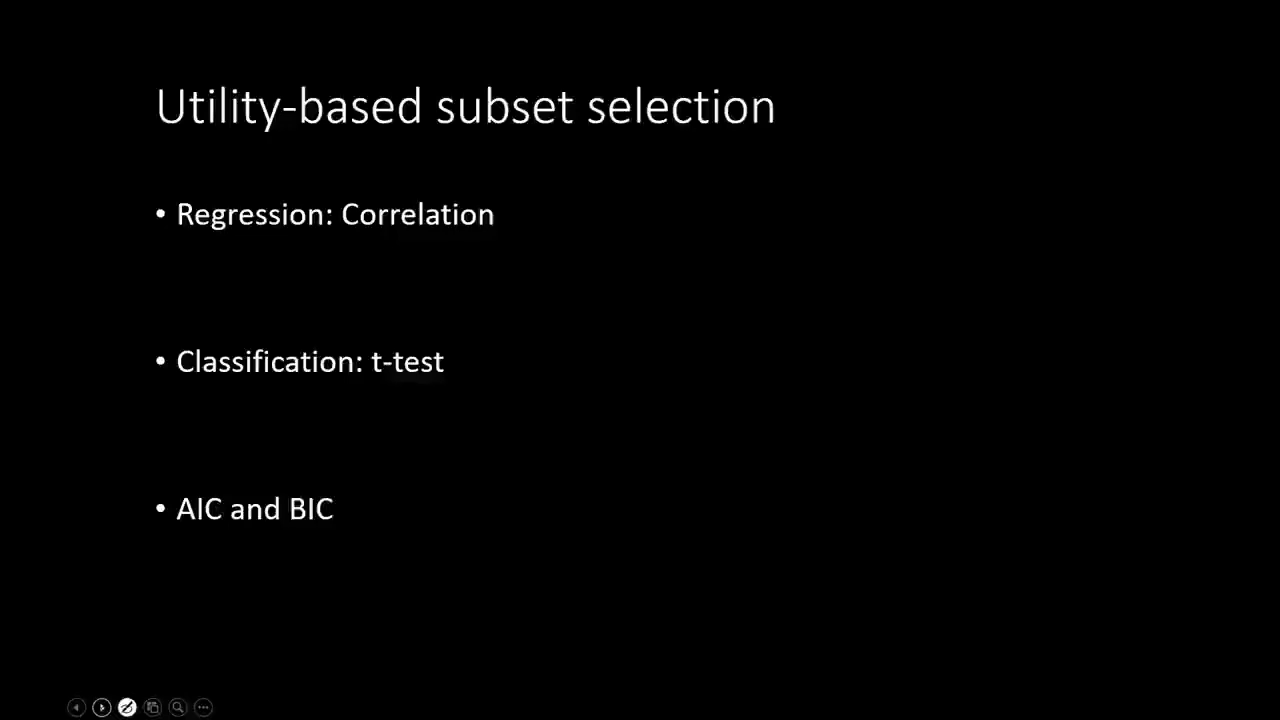 Utility-based subset selection
• Regression: Correlation
• Classification: t-test
• AIC and BIC